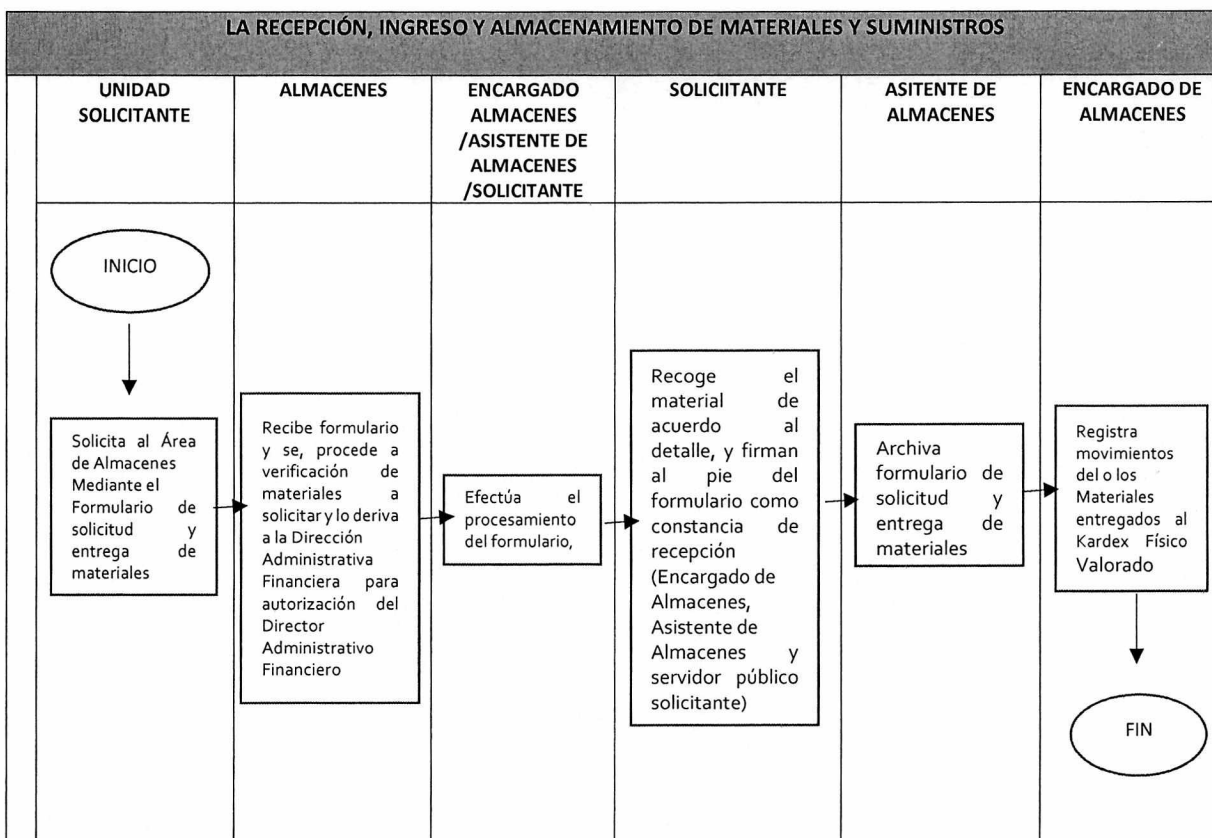 LA RECEPCIÓN, INGRESO Y ALMACENAMIENTO DE MATERIALES Y SUMINISTROS
UNIDAD
SOLICITANTE
ALMACENES
ENCARGADO
ALMACENES
/ASISTENTE DE
ALMACENES
/SOLICITANTE
SOLICIITANTE
ASITENTE DE
ALMACENES
ENCARGADO DE
ALMACENES
INICIO
Solicita al Área
de Almacenes
Mediante el
Formulario de
solicitud y
entrega de
materiales
Recibe formulario
y se, procede a
verificación de
materiales a
solicitar y lo deriva
a la Dirección
Administrativa
Financiera para
autorización del
Director
Administrativo
Financiero
Efectúa el
procesamiento
del formulario,
Recoge el
material de
acuerdo al
detalle, y firman
al pie del
formulario como
constancia de
recepción
(Encargado de
Almacenes,
Asistente de
Almacenes y
servidor público
solicitante)
Archiva
formulario de
solicitud y
entrega de
materiales
Registra
movimientos
del o los
Materiales
entregados al
Kardex Físico
Valorado
FIN